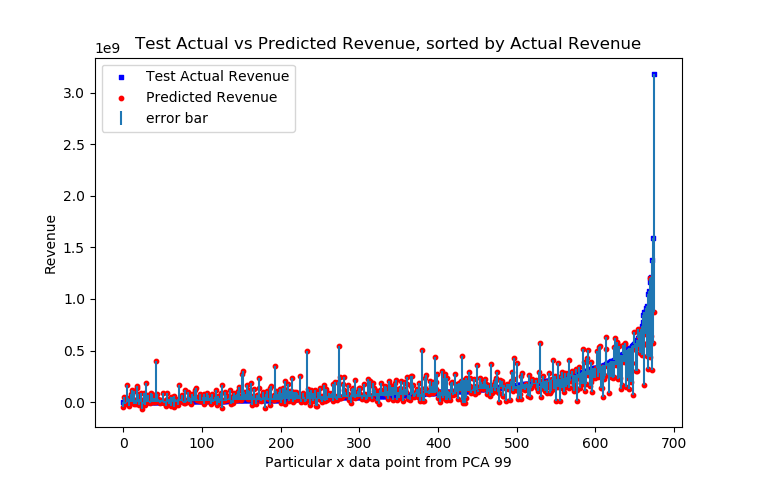 Test Actual vs Predicted Revenue, sorted by Actual Revenue
1e9
Test Actual Revenue
Predicted Revenue
error bar
3.0
2.5
2.0
1.5
1.0
0.5
0.0
Revenue
0 100 200 300 400 500 600 700
Particular x data point from PCA 99